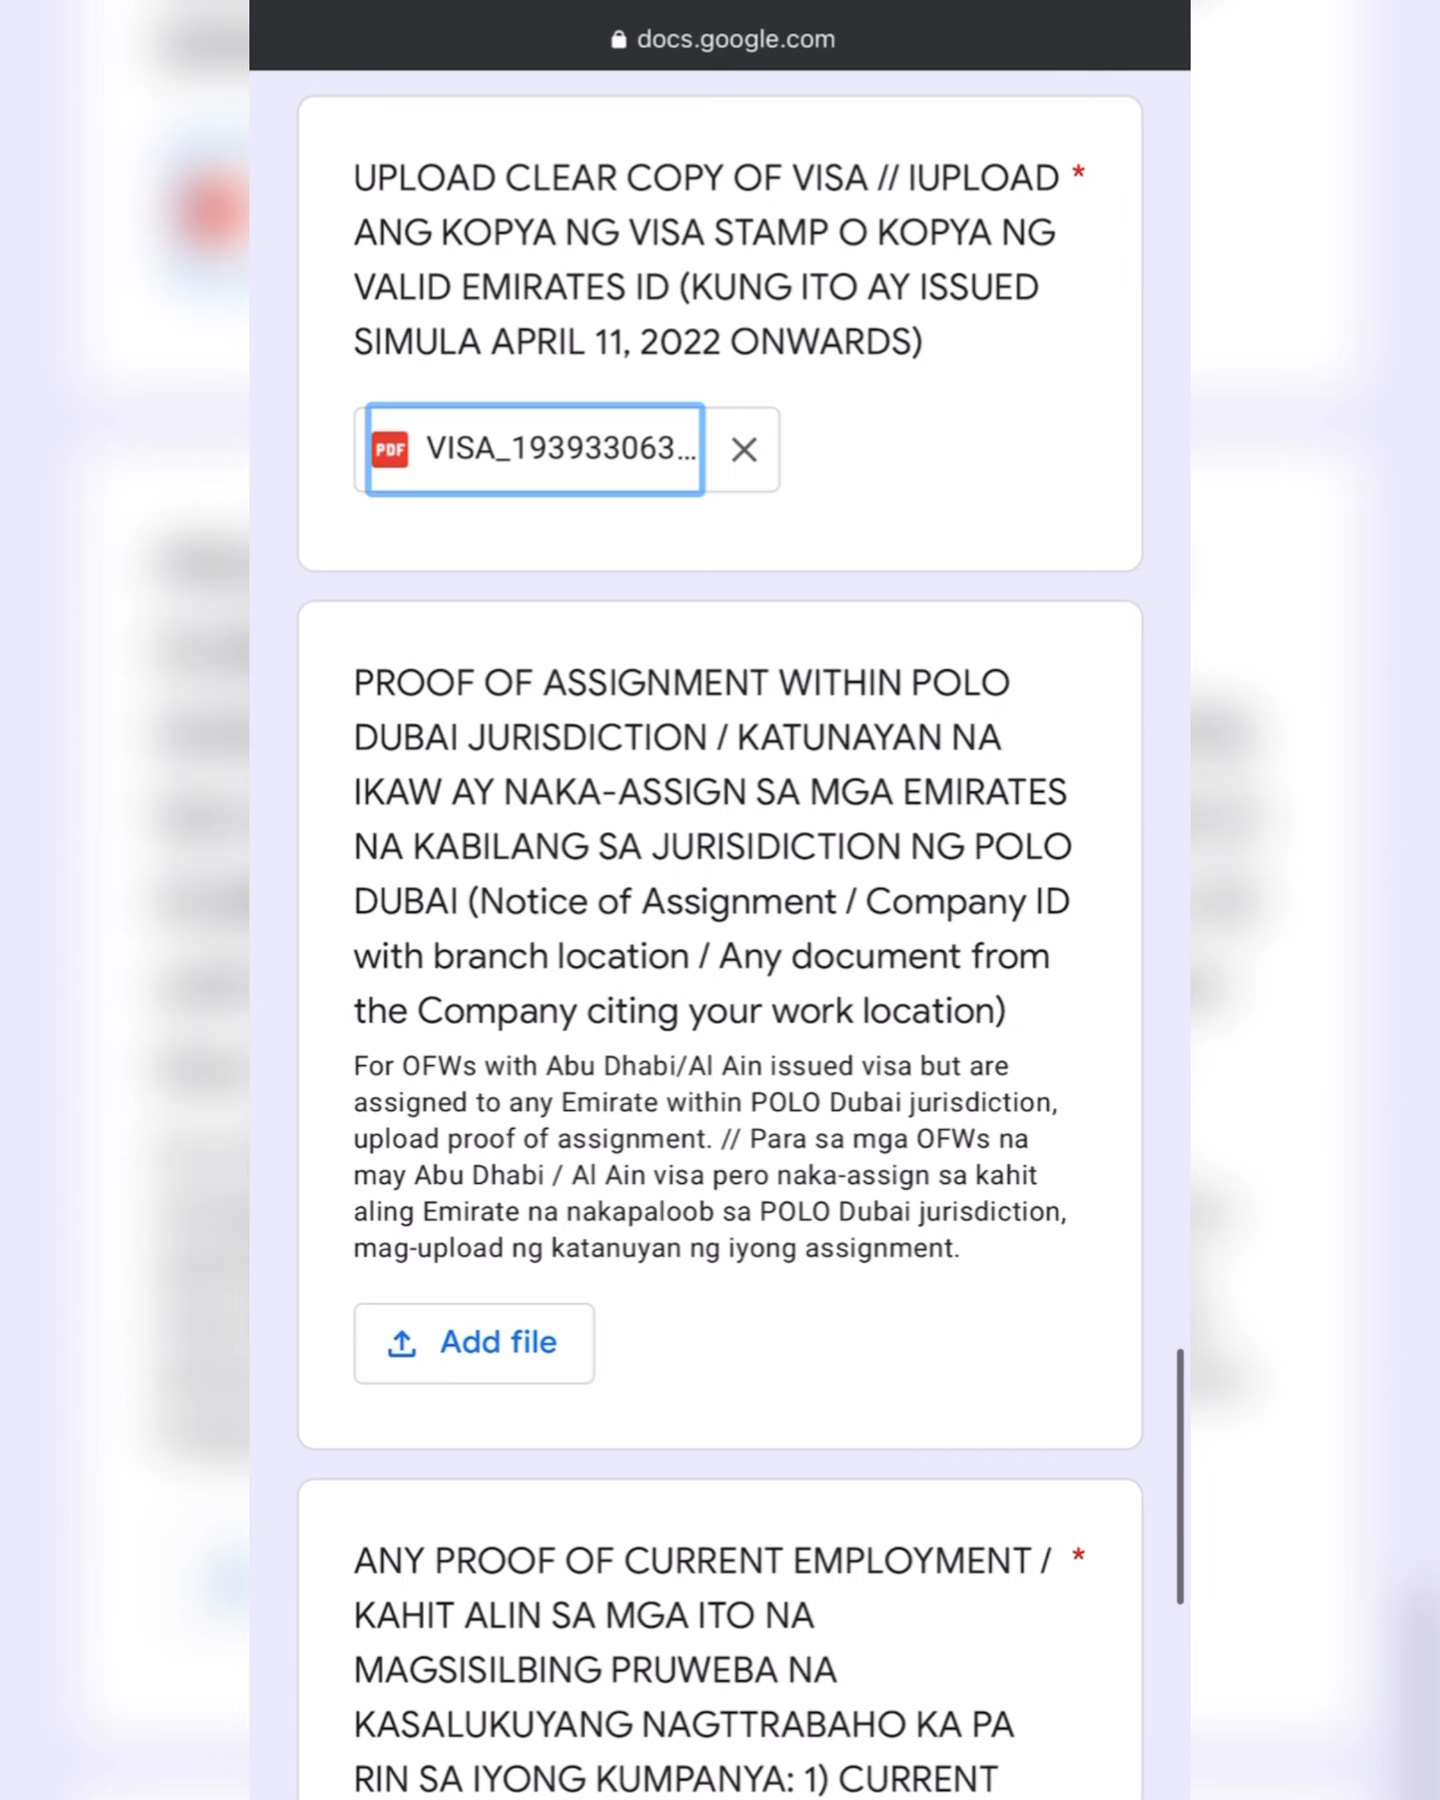 docs.google.com
UPLOAD CLEAR COPY OF VISA // IUPLOAD *
ANG KOPYA NG VISA STAMP O KOPYA NG
VALID EMIRATES ID (KUNG ITO AY ISSUED
SIMULA APRIL 11, 2022 ONWARDS)
PDF VISA_193933063...
PROOF OF ASSIGNMENT WITHIN POLO
DUBAI JURISDICTION / KATUNAYAN NA
IKAW AY NAKA-ASSIGN SA MGA EMIRATES
NA KABILANG SA JURISIDICTION NG POLO
DUBAI (Notice of Assignment / Company ID
with branch location / Any document from
the Company citing your work location)
For OFWs with Abu Dhabi/Al Ain issued visa but are
assigned to any Emirate within POLO Dubai jurisdiction,
upload proof of assignment. // Para sa mga OFWs na
may Abu Dhabi / Al Ain visa pero naka-assign sa kahit
aling Emirate na nakapaloob sa POLO Dubai jurisdiction,
mag-upload ng katanuyan ng iyong assignment.
Add file
ANY PROOF OF CURRENT EMPLOYMENT / *
KAHIT ALIN SA MGA ITO NA
MAGSISILBING PRUWEBA NA
KASALUKUYANG NAGTTRABAHO KA PA
RIN SA IYONG KUMPANYA: 1) CURRENT